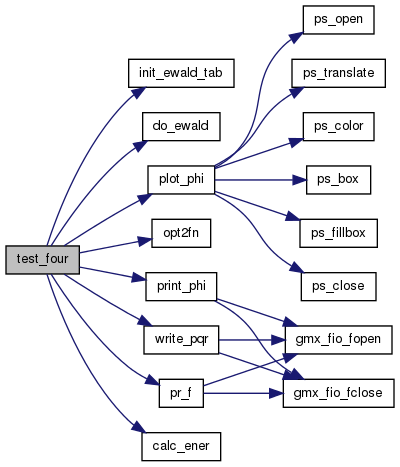 ps_open
init_ewald_tab
ps_translate
do_ewald
ps_color
plot_phi
ps_box
opt2fn
ps_fillbox
test_four
print_phi
ps_close
write_pqr
gmx_fio_fopen
pr_f
gmx_fio_fclose
calc_ener